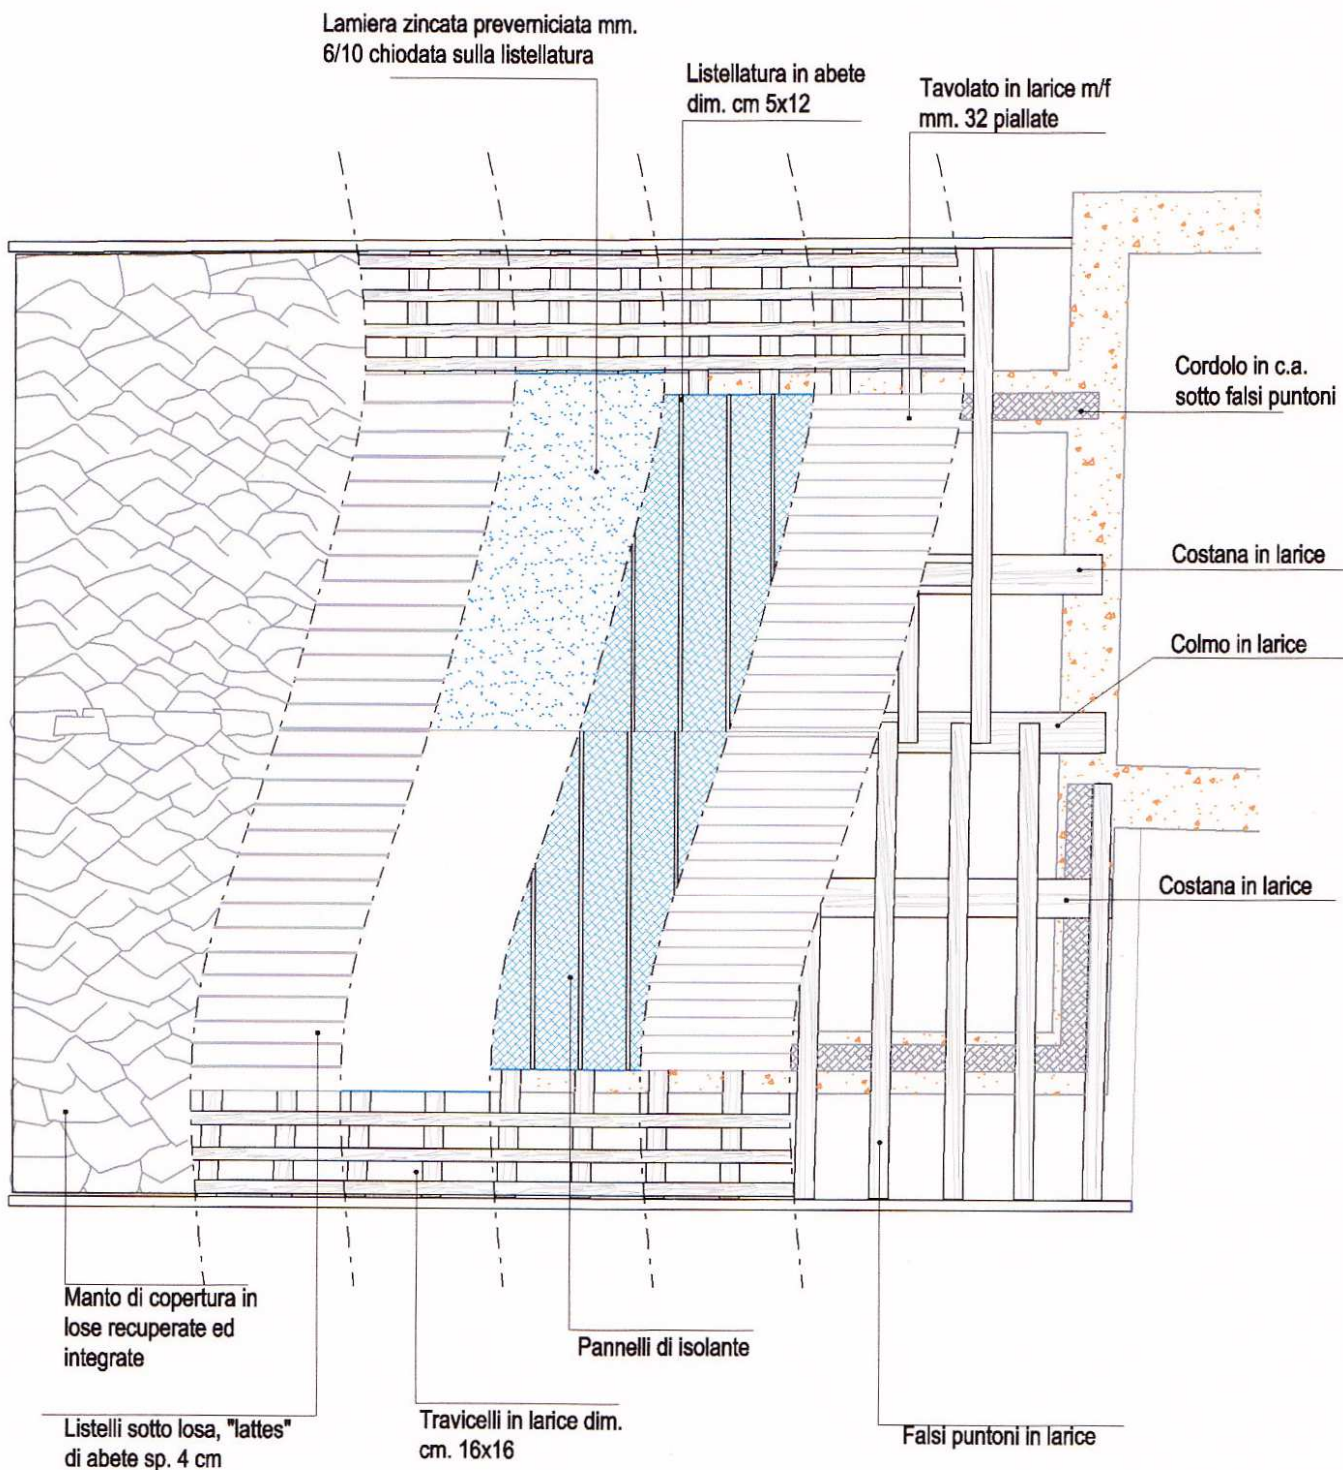 Lamiera zincata preverniciata mm.
6/10 chiodata sulla listellatura
Listellatura in abete
dim. cm 5x12
Tavolato in larice m/f
mm. 32 piallate
Cordolo in c.a.
sotto falsi puntoni
Costana in larice
Colmo in larice
Costana in larice
Manto di copertura in
lose recuperate ed
integrate
Pannelli di isolante
Listelli sotto losa, "lattes"
di abete sp. 4 cm
Travicelli in larice dim.
cm. 16x16
Falsi puntoni in larice